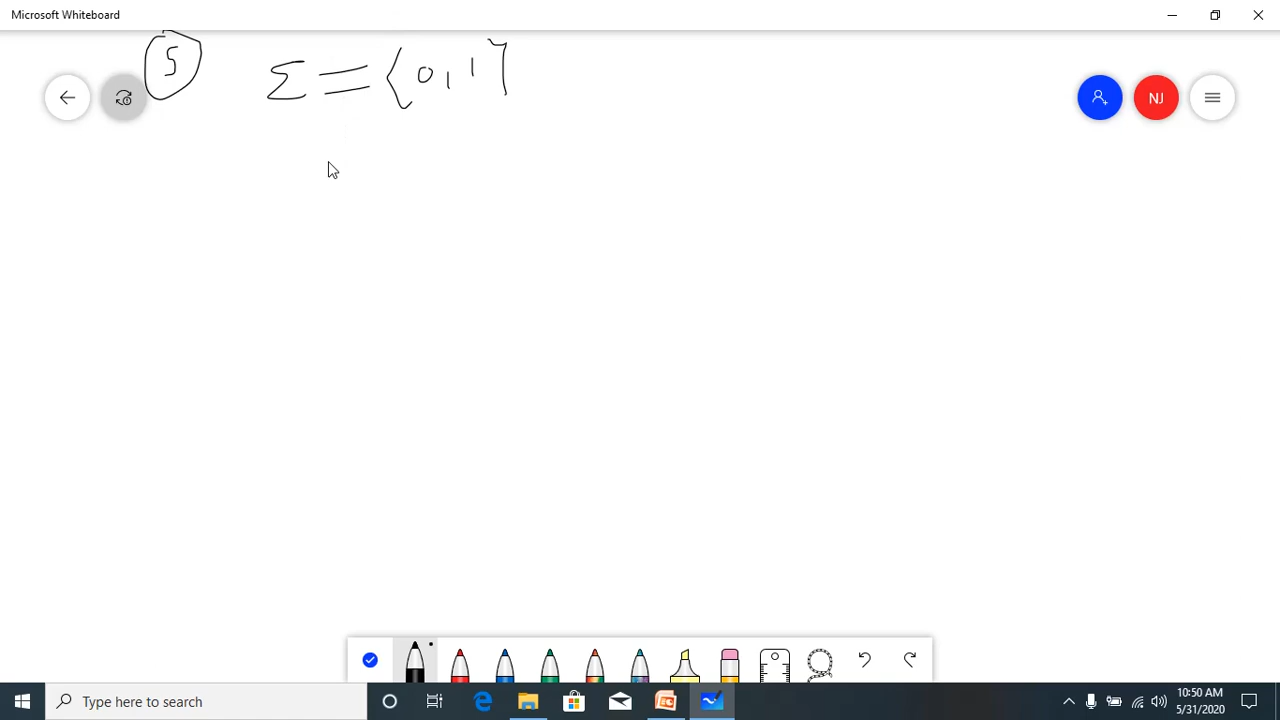 Microsoft Whiteboard
5 Σ = {0, 1}
NJ
Type here to search
10:50 AM
5/31/2020